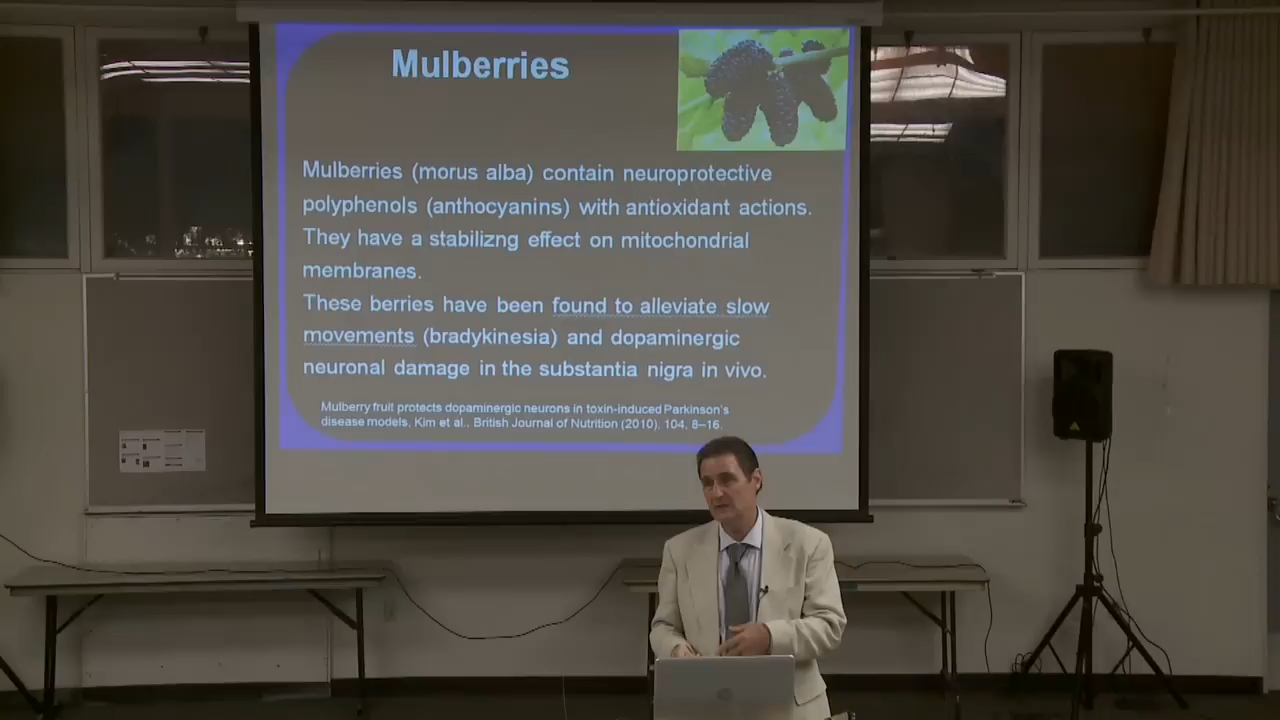 Mulberries
Mulberries (morus alba) contain neuroprotective
polyphenols (anthocyanins) with antioxidant actions.
They have a stabilizng effect on mitochondrial
membranes.
These berries have been found to alleviate slow
movements (bradykinesia) and dopaminergic
neuronal damage in the substantia nigra in vivo.
Mulberry fruit protects dopaminergic neurons in toxin-induced Parkinson's
disease models. Kim et al., British Journal of Nutrition (2010), 104, 8–16.